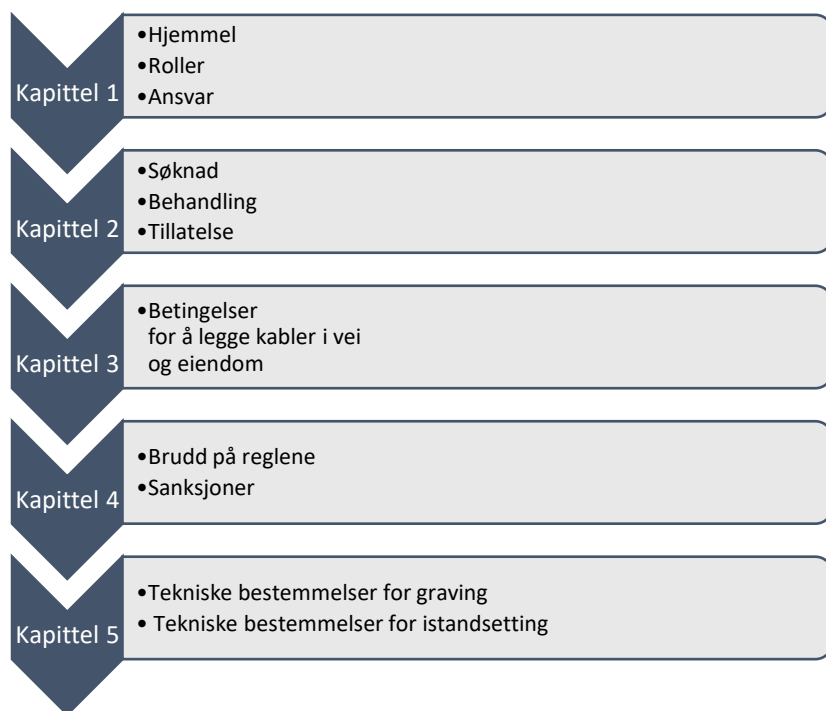 Kapittel 1
•Hjemmel
•Roller
•Ansvar
Kapittel 2
•Søknad
•Behandling
•Tillatelse
Kapittel 3
•Betingelser
for å legge kabler i vei
og eiendom
Kapittel 4
•Brudd på reglene
•Sanksjoner
Kapittel 5
•Tekniske bestemmelser for graving
• Tekniske bestemmelser for istandsetting